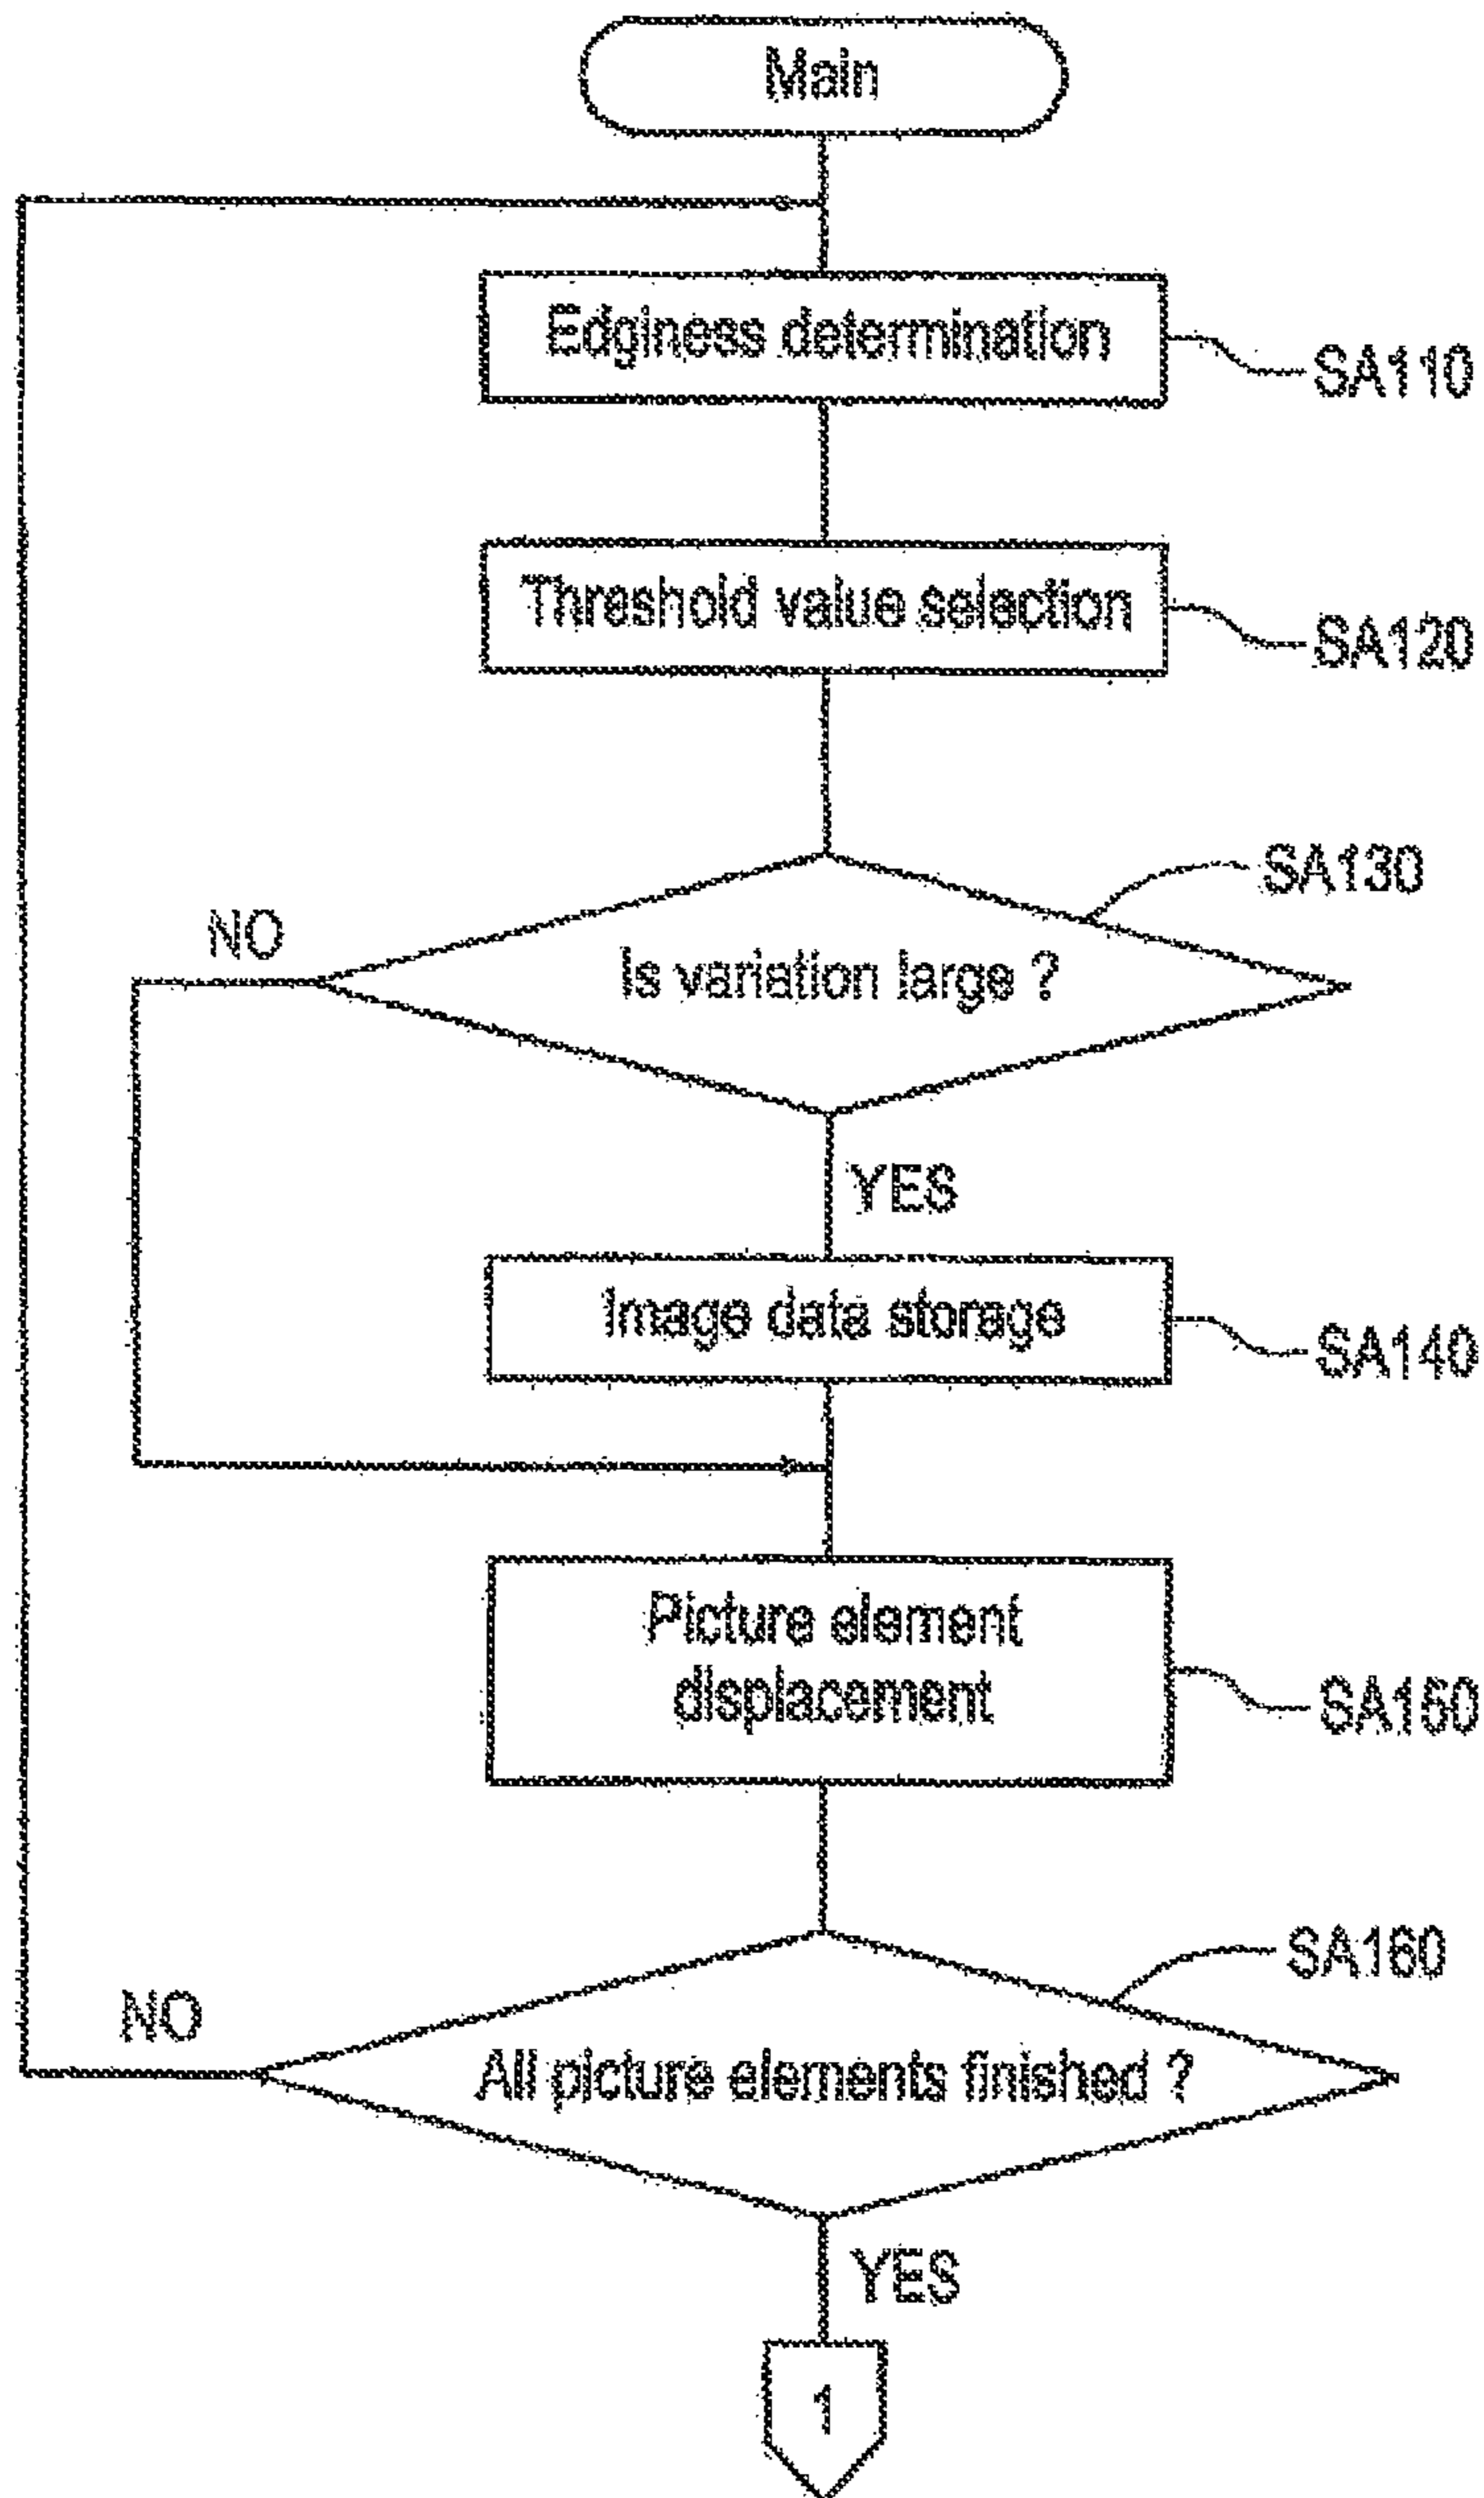 Main
Edginess determination
SA110
Threshold value selection
SA120
SA130
NO
Is variation large ?
YES
Image data storage
SA140
Picture element
displacement
SA150
SA160
NO
All picture elements finished ?
YES
1